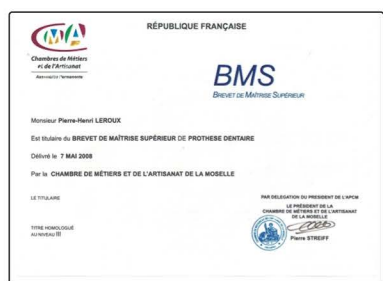 RÉPUBLIQUE FRANÇAISE
CMA
Chambres de Métiers
et de l'Artisanat
BMS
BREVET DE MAÎTRISE SUPÉRIEUR
Monsieur Pierre-Henri LEROUX
Est titulaire du BREVET DE MAÎTRISE SUPÉRIEUR DE PROTHESE DENTAIRE
Délivré le 7 MAI 2008
Par la CHAMBRE DE MÉTIERS ET DE L'ARTISANAT DE LA MOSELLE
LE TITULAIRE
PAR DELEGATION DU PRESIDENT DE L'APCM
LE PRÉSIDENT DE LA
CHAMBRE DE MÉTIERS ET DE L'ARTISANAT
DE LA MOSELLE
TITRE HOMOLOGUÉ
AU NIVEAU III
Pierre STREIFF